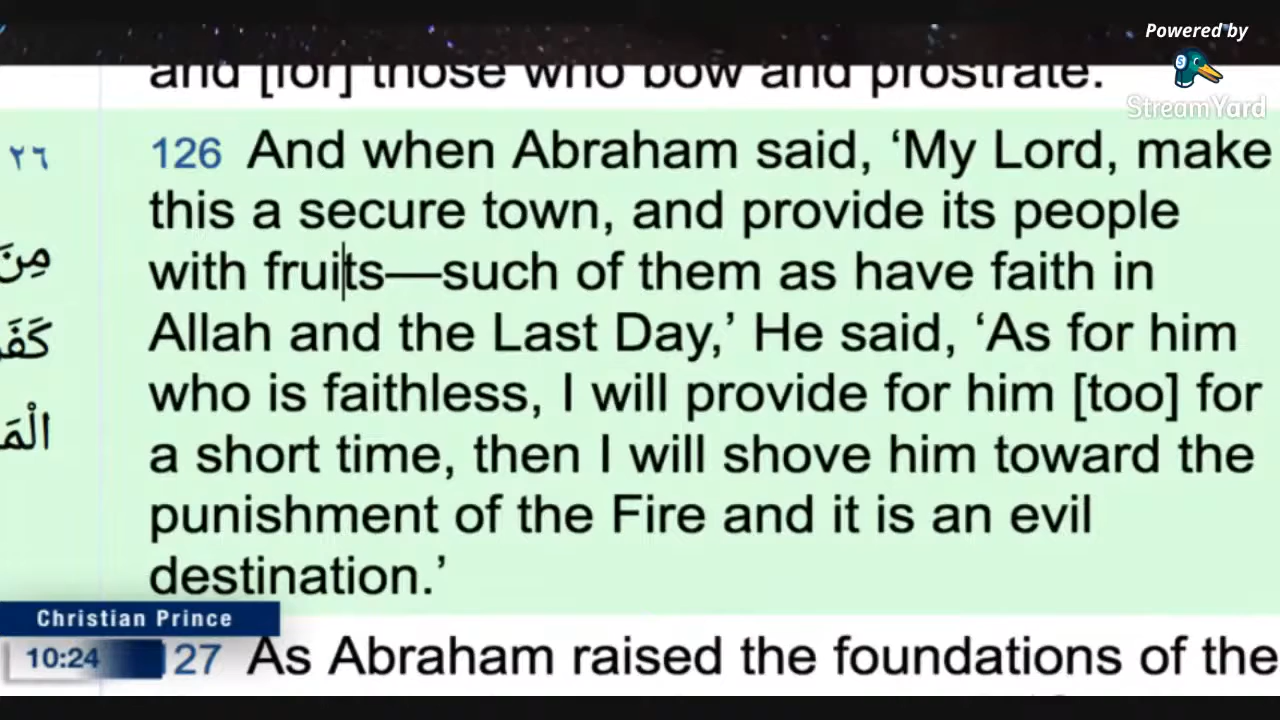 Powered by
StreamYard
and [for] those who bow and prostrate.
126 And when Abraham said, ‘My Lord, make
this a secure town, and provide its people
with fruits—such of them as have faith in
Allah and the Last Day,’ He said, ‘As for him
who is faithless, I will provide for him [too] for
a short time, then I will shove him toward the
punishment of the Fire and it is an evil
destination.’
٢٦
مِنَ
Christian Prince
10:24
127 As Abraham raised the foundations of the